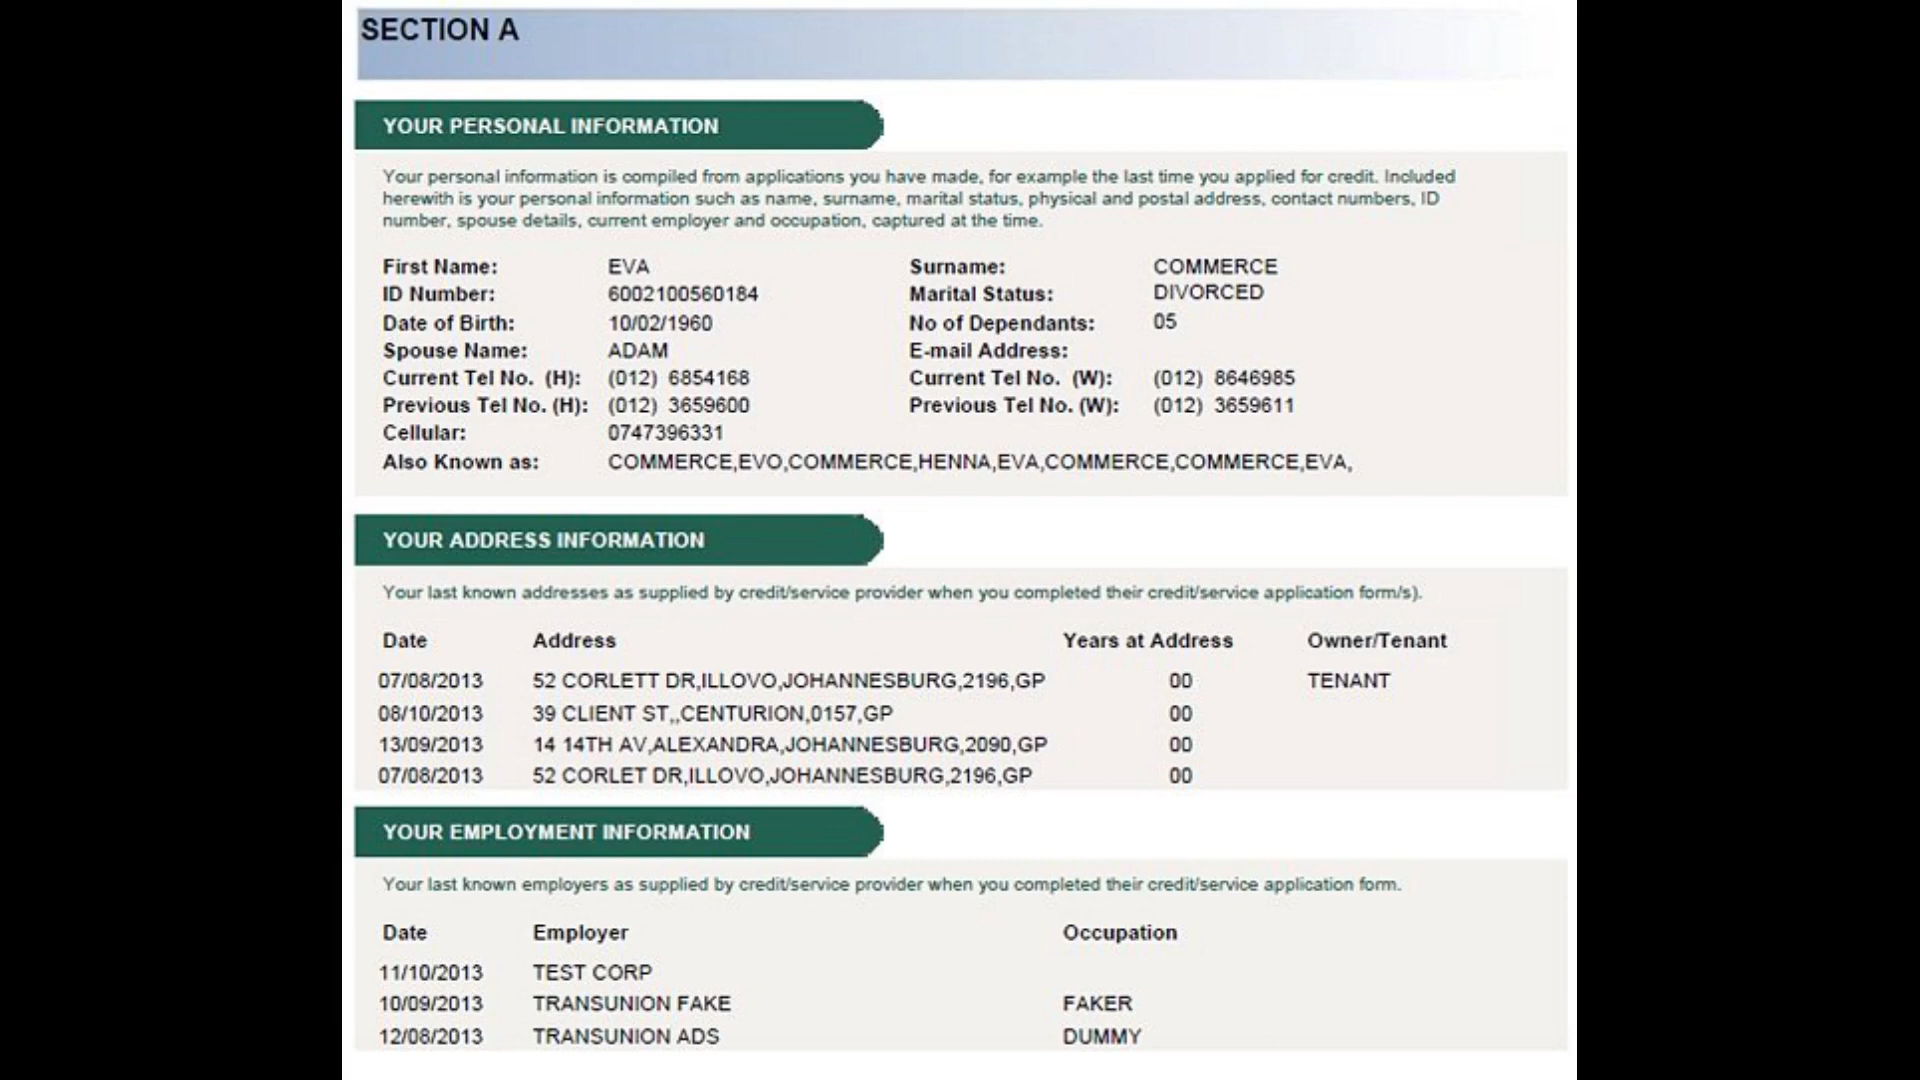 SECTION A
YOUR PERSONAL INFORMATION
Your personal information is compiled from applications you have made, for example the last time you applied for credit. Included
herewith is your personal information such as name, surname, marital status, physical and postal address, contact numbers, ID
number, spouse details, current employer and occupation, captured at the time.
First Name: EVA Surname: COMMERCE
ID Number: 6002100560184 Marital Status: DIVORCED
Date of Birth: 10/02/1960 No of Dependants: 05
Spouse Name: ADAM E-mail Address:
Current Tel No. (H): (012) 6854168 Current Tel No. (W): (012) 8646985
Previous Tel No. (H): (012) 3659600 Previous Tel No. (W): (012) 3659611
Cellular: 0747396331
Also Known as: COMMERCE,EVO,COMMERCE,HENNA,EVA,COMMERCE,COMMERCE,EVA,
YOUR ADDRESS INFORMATION
Your last known addresses as supplied by credit/service provider when you completed their credit/service application form/s).
Date Address Years at Address Owner/Tenant
07/08/2013 52 CORLETT DR,ILLOVO,JOHANNESBURG,2196,GP 00 TENANT
08/10/2013 39 CLIENT ST,,CENTURION,0157,GP 00
13/09/2013 14 14TH AV,ALEXANDRA,JOHANNESBURG,2090,GP 00
07/08/2013 52 CORLET DR,ILLOVO,JOHANNESBURG,2196,GP 00
YOUR EMPLOYMENT INFORMATION
Your last known employers as supplied by credit/service provider when you completed their credit/service application form.
Date Employer Occupation
11/10/2013 TEST CORP
10/09/2013 TRANSUNION FAKE FAKER
12/08/2013 TRANSUNION ADS DUMMY